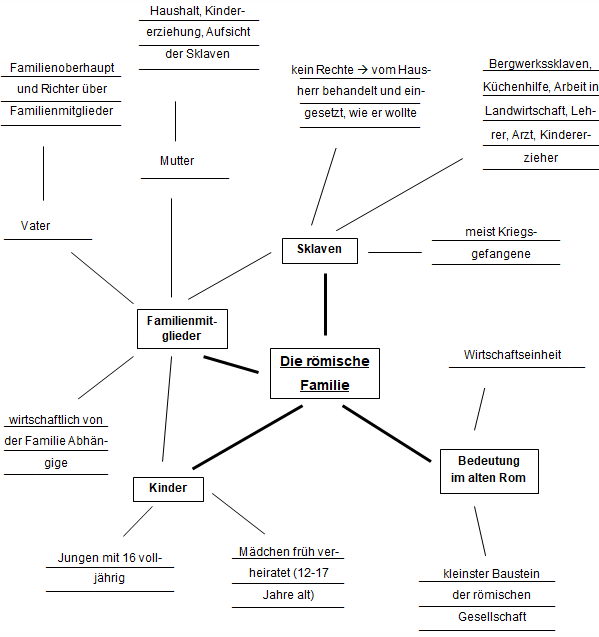 Haushalt, Kinder-
erziehung, Aufsicht
der Sklaven
Familienoberhaupt
und Richter über
Familienmitglieder
kein Rechte → vom Haus-
herr behandelt und ein-
gesetzt, wie er wollte
Bergwerkssklaven,
Küchenhilfe, Arbeit in
Landwirtschaft, Leh-
rer, Arzt, Kinderer-
zieher
Mutter
Vater
Sklaven
meist Kriegs-
gefangene
Familienmit-
glieder
Die römische
Familie
Wirtschaftseinheit
wirtschaftlich von
der Familie Abhän-
gige
Kinder
Bedeutung
im alten Rom
Jungen mit 16 voll-
jährig
Mädchen früh ver-
heiratet (12-17
Jahre alt)
kleinster Baustein
der römischen
Gesellschaft